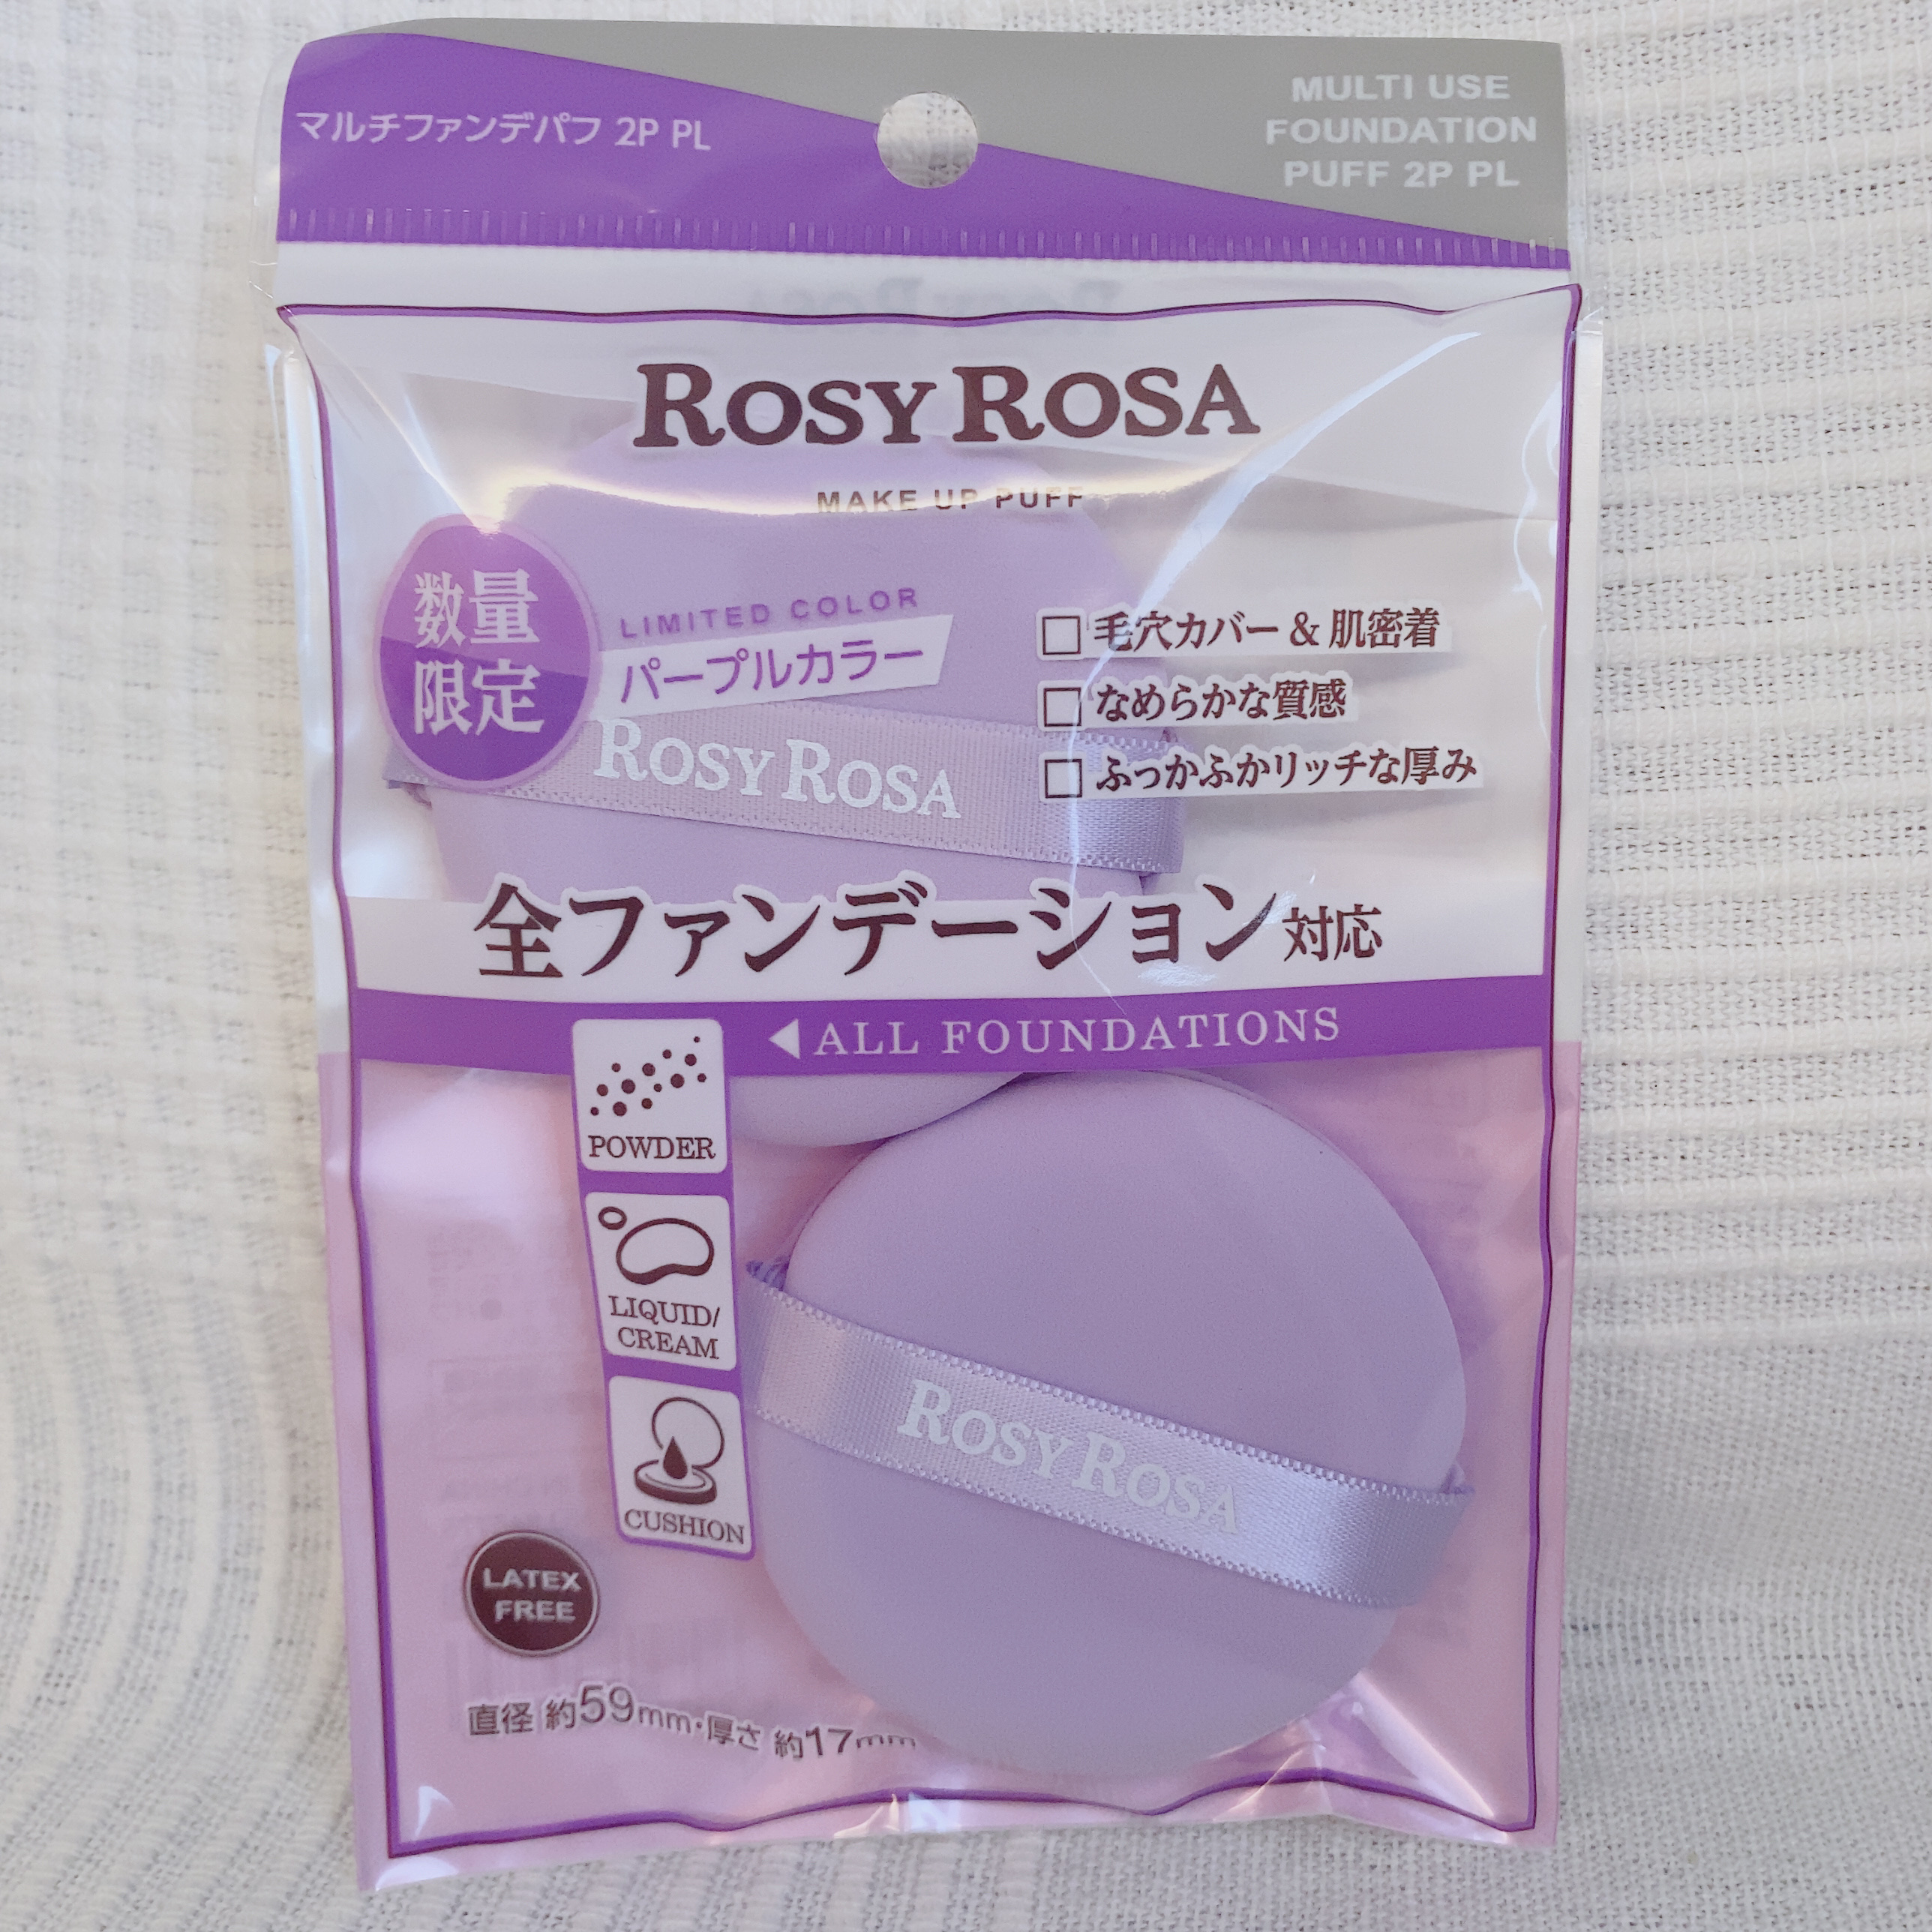 マルチファンデパフ 2P PL
MULTI USE
FOUNDATION
PUFF 2P PL
ROSY ROSA
MAKE UP PUFF
数量
限定
LIMITED COLOR
パープルカラー
□ 毛穴カバー & 肌密着
□ なめらかな質感
□ ふっかふかリッチな厚み
ROSY ROSA
全ファンデーション対応
◀ALL FOUNDATIONS
POWDER
LIQUID/
CREAM
CUSHION
ROSY ROSA
LATEX
FREE
直径 約59mm・厚さ 約17mm